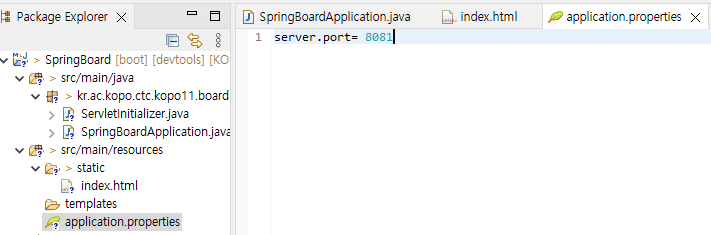 Package Explorer
SpringBoard [boot] [devtools] [KO
src/main/java
kr.ac.kopo.ctc.kopo11.board
ServletInitializer.java
SpringBoardApplication.java
src/main/resources
static
index.html
templates
application.properties
SpringBoardApplication.java
index.html
application.properties
1 server.port= 8081